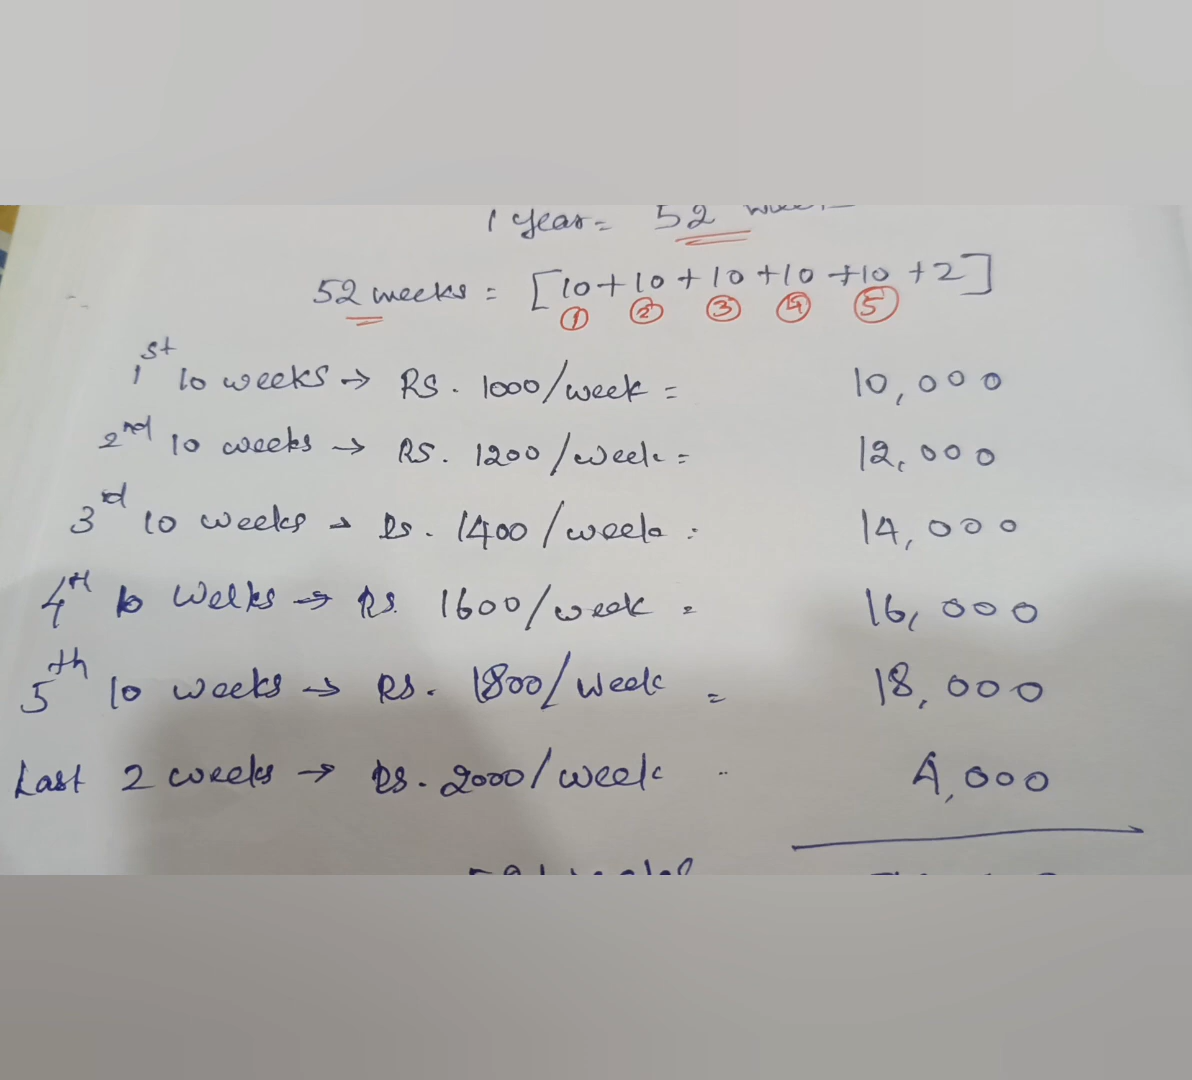 1 year = 52
52 weeks = [10+10+10+10+10+2]
① ② ③ ④ ⑤
1st 10 weeks → RS. 1000/week = 10,000
2nd 10 weeks → RS. 1200/week = 12,000
3rd 10 weeks → Rs. 1400/week = 14,000
4th 10 weeks → Rs. 1600/week = 16,000
5th 10 weeks → RS. 1800/week = 18,000
Last 2 weeks → Rs. 2000/week = 4,000